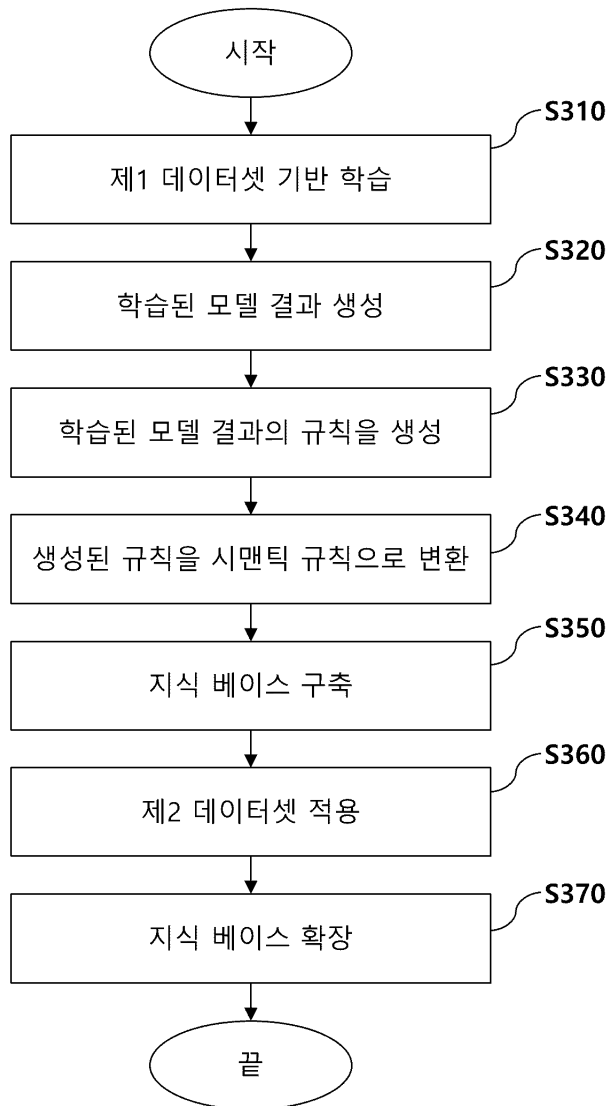 시작
S310
제1 데이터셋 기반 학습
S320
학습된 모델 결과 생성
S330
학습된 모델 결과의 규칙을 생성
S340
생성된 규칙을 시맨틱 규칙으로 변환
S350
지식 베이스 구축
S360
제2 데이터셋 적용
S370
지식 베이스 확장
끝